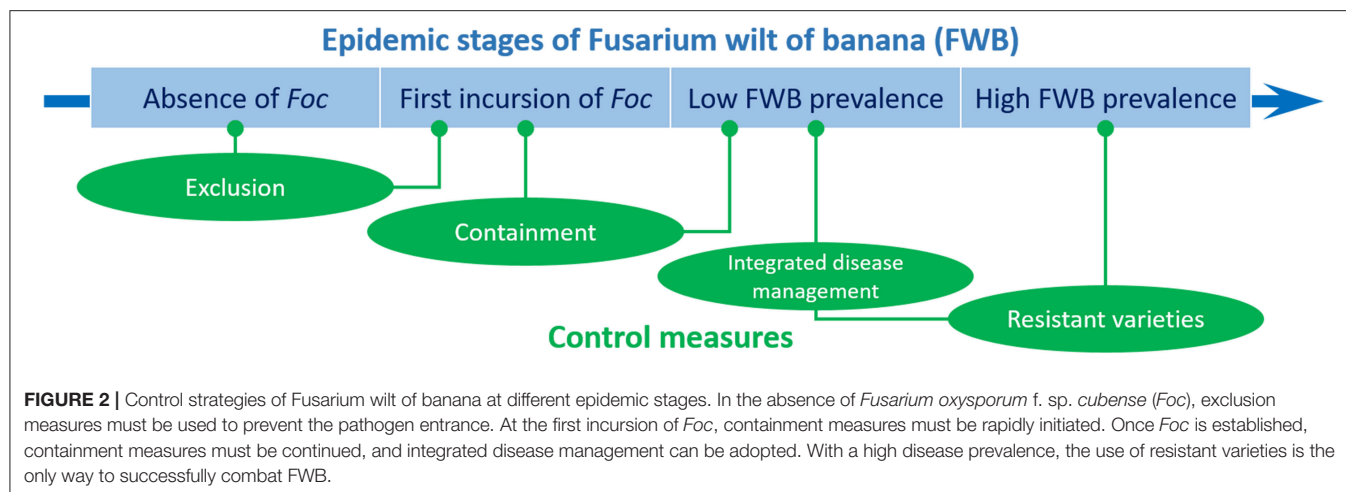 Epidemic stages of Fusarium wilt of banana (FWB)
Absence of Foc
First incursion of Foc
Low FWB prevalence
High FWB prevalence
Exclusion
Containment
Integrated disease
management
Resistant varieties
Control measures
FIGURE 2 | Control strategies of Fusarium wilt of banana at different epidemic stages. In the absence of Fusarium oxysporum f. sp. cubense (Foc), exclusion
measures must be used to prevent the pathogen entrance. At the first incursion of Foc, containment measures must be rapidly initiated. Once Foc is established,
containment measures must be continued, and integrated disease management can be adopted. With a high disease prevalence, the use of resistant varieties is the
only way to successfully combat FWB.